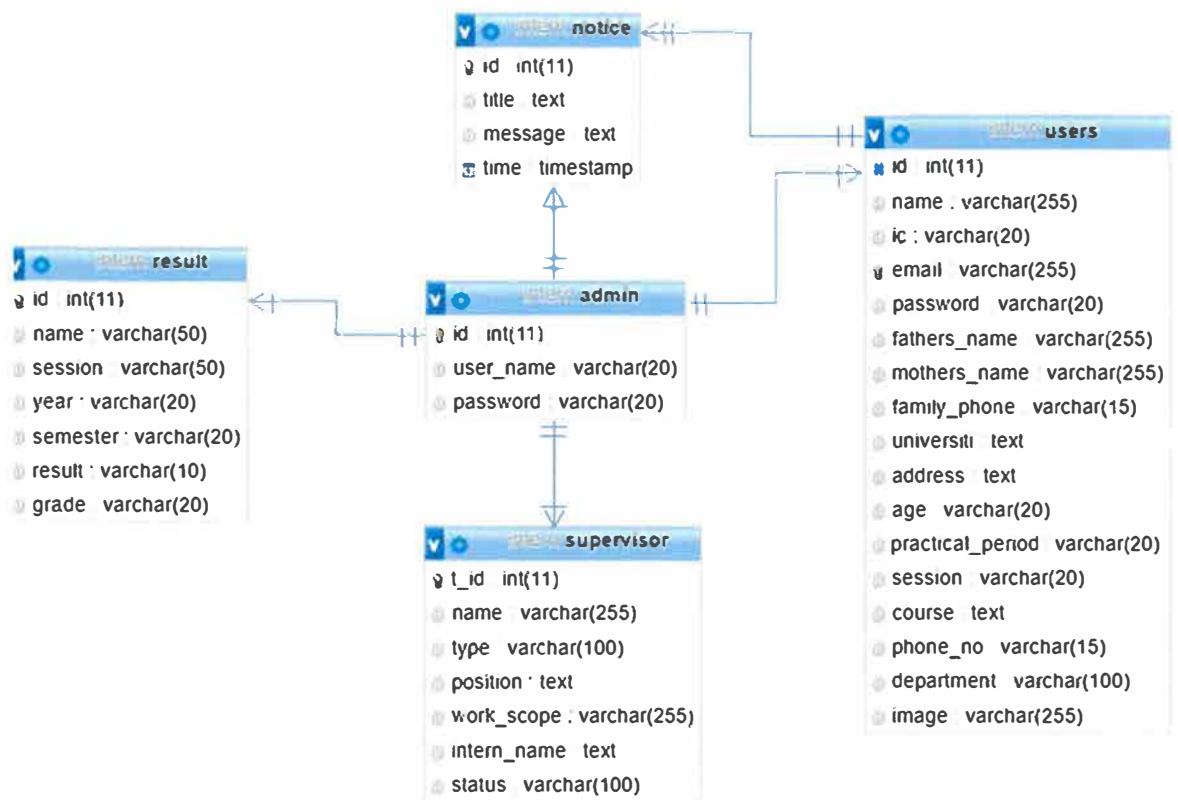 notice
id int(11)
title text
message text
time timestamp
users
id int(11)
name : varchar(255)
ic : varchar(20)
email varchar(255)
password varchar(20)
fathers_name varchar(255)
mothers_name varchar(255)
family_phone varchar(15)
universiti text
address text
age varchar(20)
practical_period varchar(20)
session varchar(20)
course text
phone_no varchar(15)
department varchar(100)
image varchar(255)
result
id int(11)
name : varchar(50)
session varchar(50)
year : varchar(20)
semester : varchar(20)
result : varchar(10)
grade varchar(20)
admin
id int(11)
user_name varchar(20)
password varchar(20)
supervisor
t_id int(11)
name varchar(255)
type varchar(100)
position : text
work_scope : varchar(255)
intern_name text
status varchar(100)